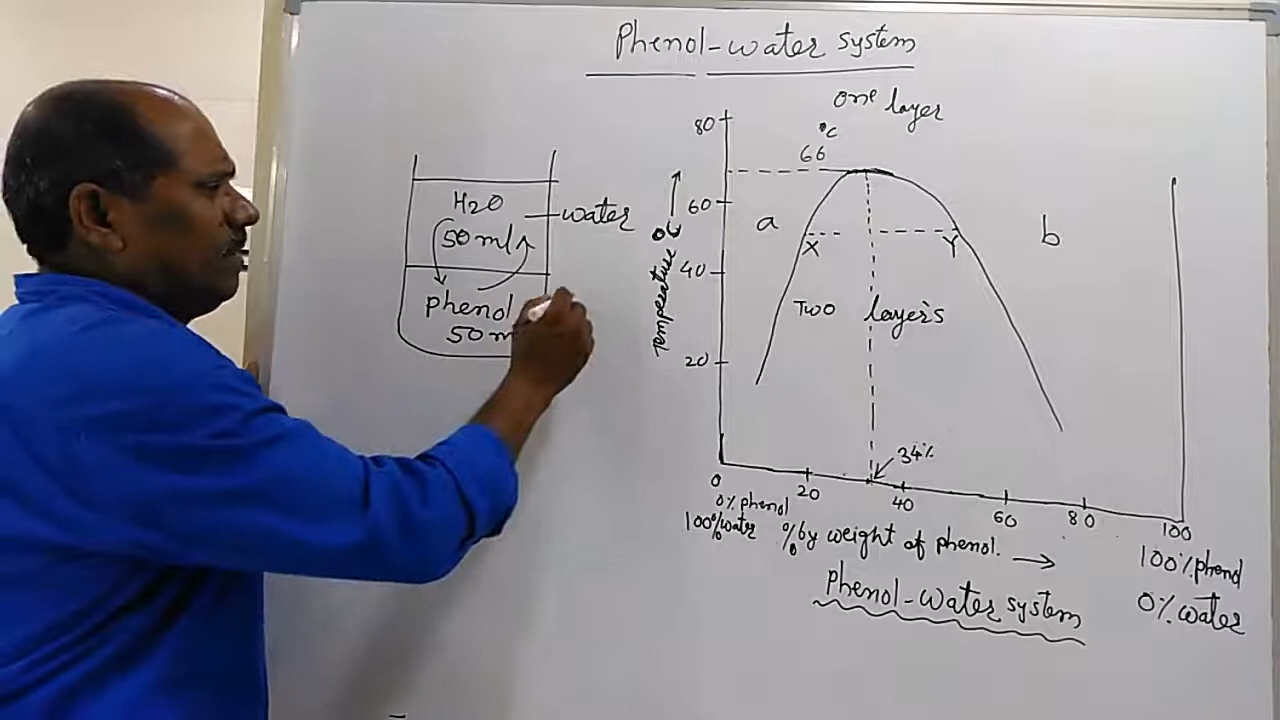 Phenol-water system
H2O
50ml
water
phenol
50m
one layer
°C
66
80
60
40
20
Temperature °C
a
b
X
Y
Two layer's
34%
0
20
40
60
80
100
0% phenol
100% water
% by weight of phenol.
100% phenol
0% water
Phenol-water system